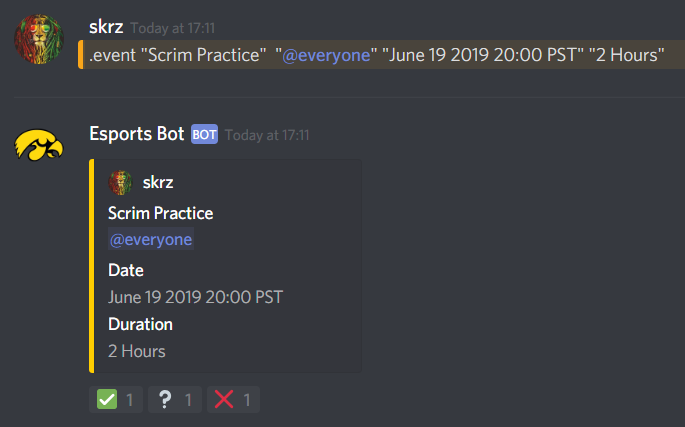 skrz Today at 17:11
.event "Scrim Practice"  "@everyone" "June 19 2019 20:00 PST" "2 Hours"
Esports Bot BOT Today at 17:11
skrz
Scrim Practice
@everyone
Date
June 19 2019 20:00 PST
Duration
2 Hours
✅ 1 ❔ 1 ❌ 1